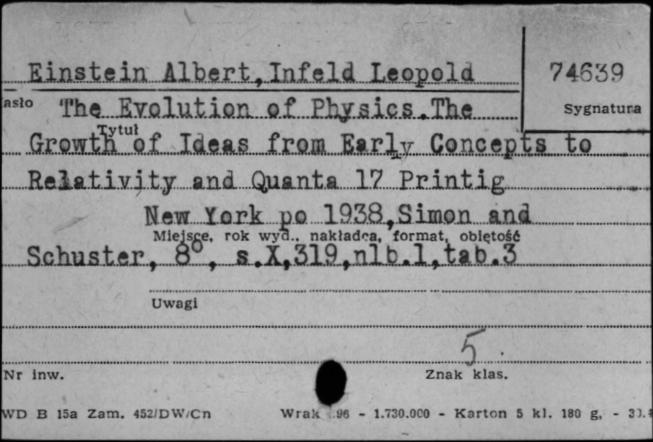 Einstein Albert, Infeld Leopold
74639
asło
The Evolution of Physics. The
Sygnatura
Tytuł
Growth of Ideas from Early Concepts to
Relativity and Quanta 17 Printig
New York po 1938, Simon and
Miejsce, rok wyd., nakładca, format, objętość
Schuster, 8°, s.X,319,nlb.1,tab.3
Uwagi
5
Nr inw.
Znak klas.
WD B 15a Zam. 452/DW/Cn
Wrak 96 - 1.730.000 - Karton 5 kl. 180 g, -